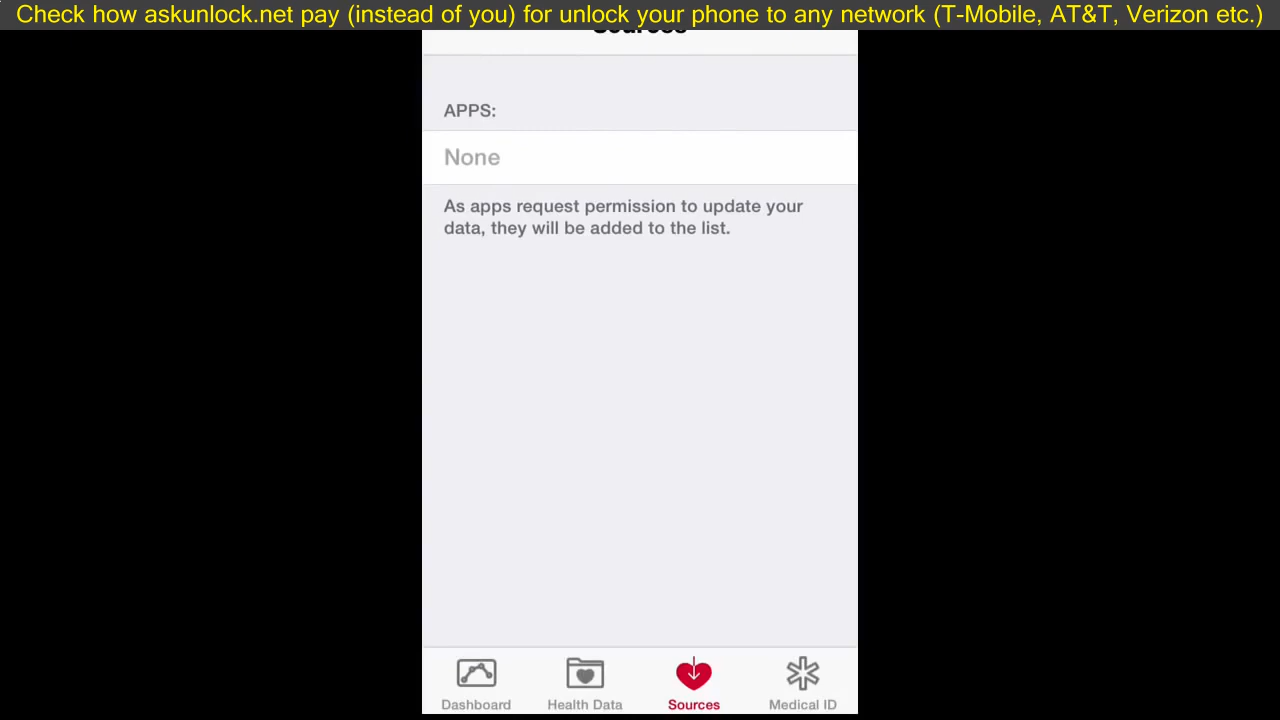 Check how askunlock.net pay (instead of you) for unlock your phone to any network (T-Mobile, AT&T, Verizon etc.)
Sources
APPS:
None
As apps request permission to update your
data, they will be added to the list.
Dashboard Health Data Sources Medical ID